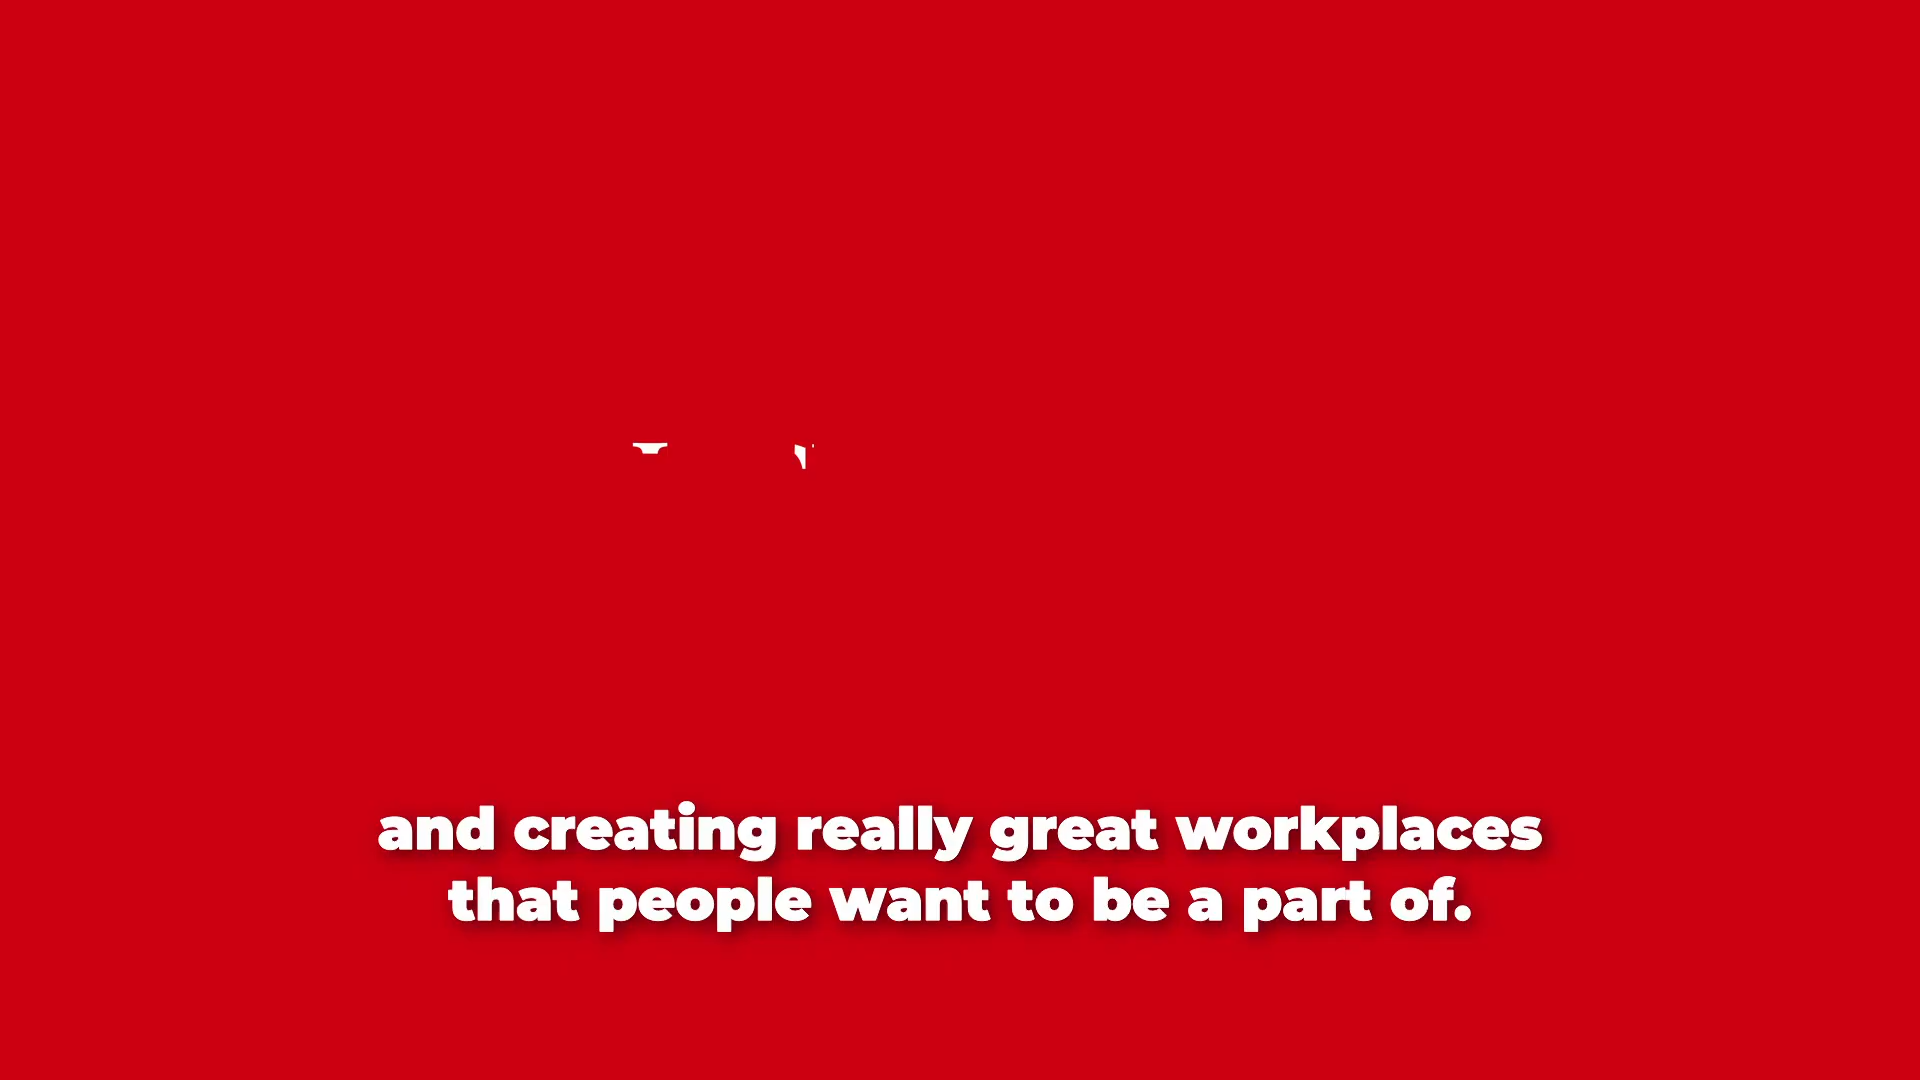 and creating really great workplaces
that people want to be a part of.